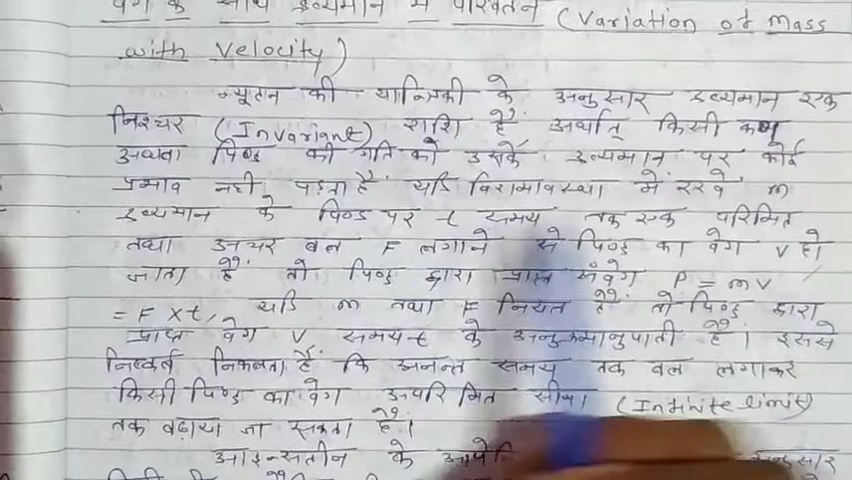 वेग के साथ द्रव्यमान में परिवर्तन (Variation of Mass
with Velocity)
न्यूटन की यान्त्रिकी के अनुसार द्रव्यमान एक
निश्चर (Invariant) राशि है अर्थात् किसी कण
अथवा पिण्ड की गति को उसके द्रव्यमान पर कोई
प्रभाव नहीं पड़ता है यदि विरामावस्था में रखे m
द्रव्यमान के पिण्ड पर t समय तक एक परिमित
तथा अचर बल F लगाने से पिण्ड का वेग v हो
जाता है तो पिण्ड द्वारा प्राप्त संवेग P = mv
= F x t, यदि m तथा F नियत है तो पिण्ड द्वारा
प्राप्त वेग v समय t के अनुक्रमानुपाती है। इससे
निष्कर्ष निकलता है कि अनन्त समय तक बल लगाकर
किसी पिण्ड का वेग अपरिमित सीमा (Infinite limit)
तक बढ़ाया जा सकता है।
आइन्सतीन के अनुसार